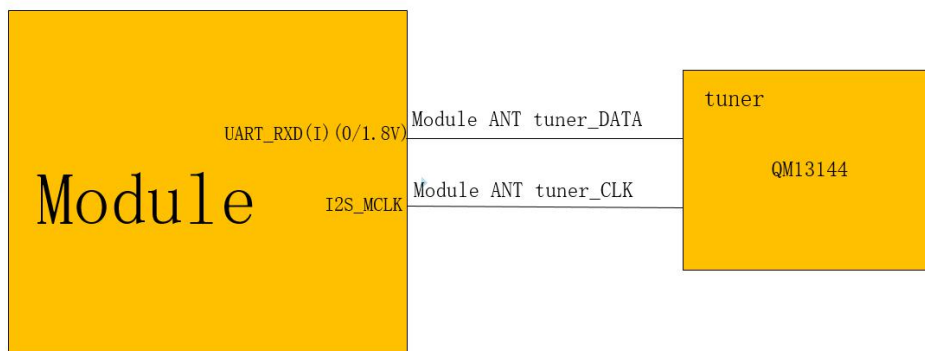 tuner
Module ANT tuner_DATA
UART_RXD(I)(0/1.8V)
QM13144
Module ANT tuner_CLK
Module
I2S_MCLK